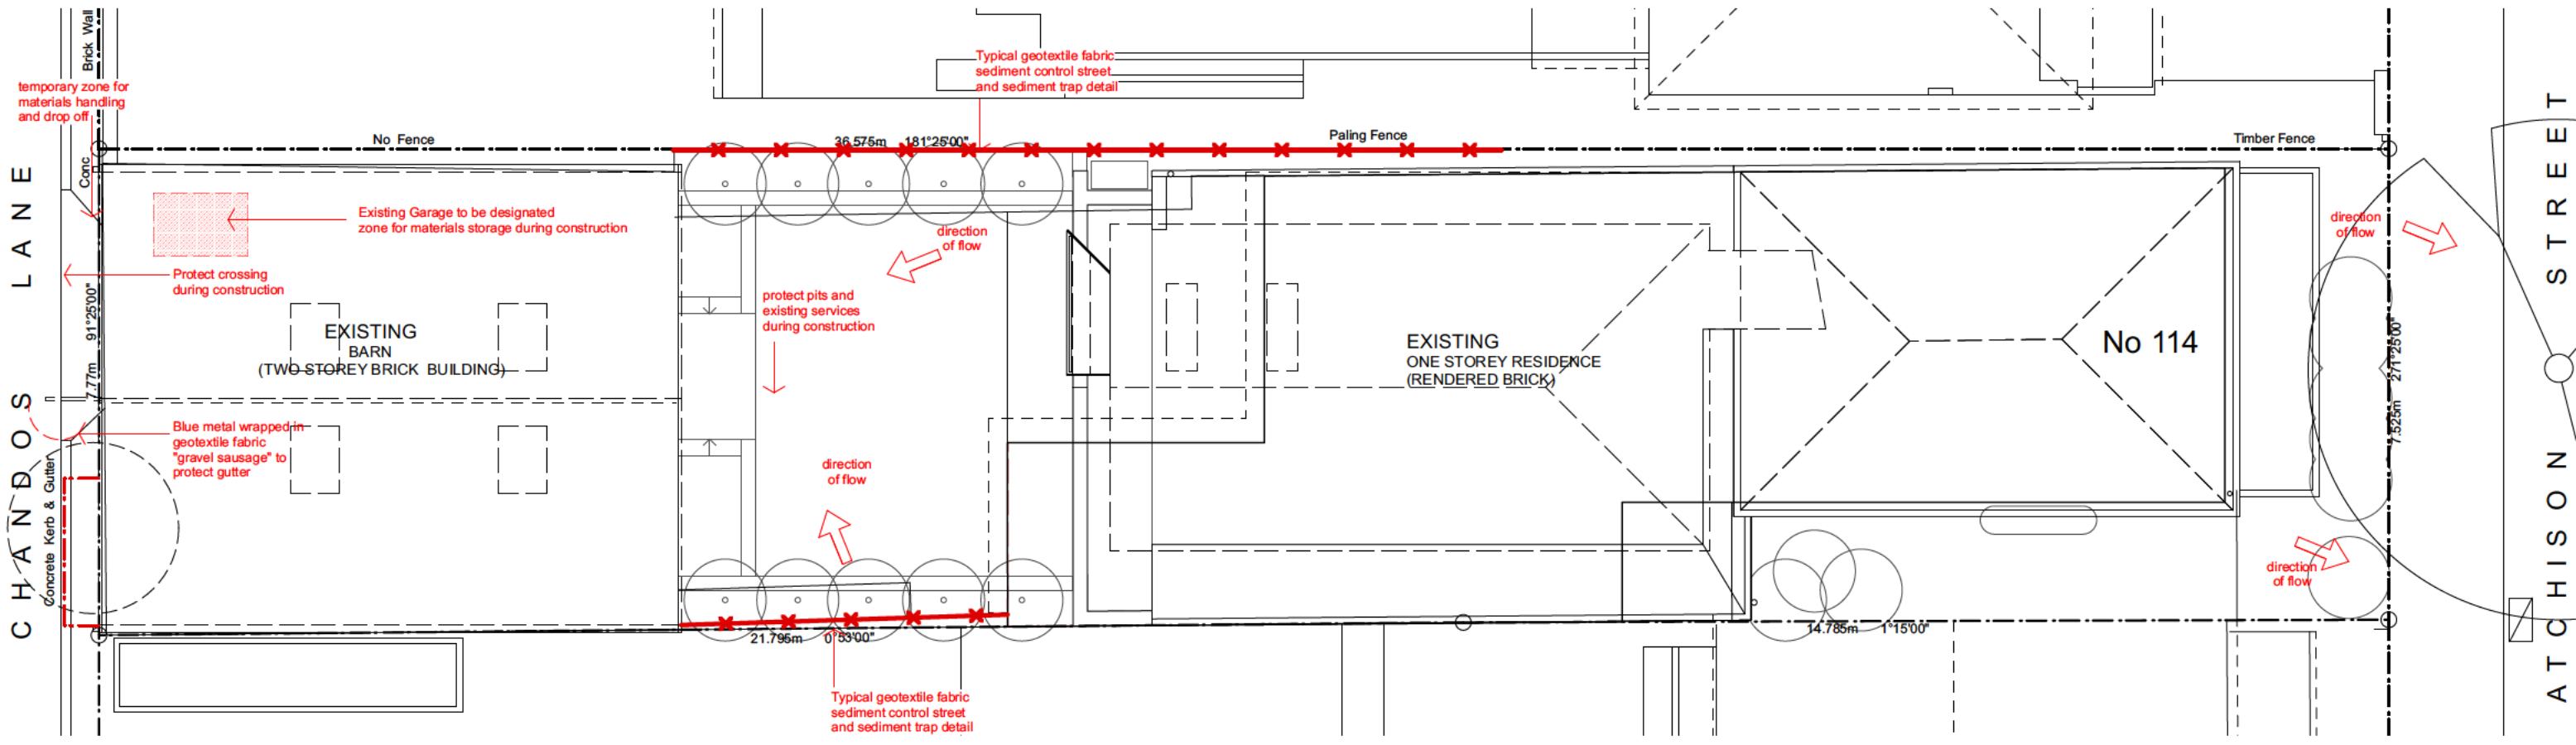 Brick Wall
temporary zone for
materials handling
and drop off
Typical geotextile fabric
sediment control street
and sediment trap detail
No Fence
36.575m 181°25'00"
Paling Fence
Timber Fence
Conc
CHANDOS LANE
Existing Garage to be designated
zone for materials storage during construction
Protect crossing
during construction
7.77m 91°25'00"
EXISTING
BARN
(TWO STOREY BRICK BUILDING)
Blue metal wrapped in
geotextile fabric
"gravel sausage" to
protect gutter
Concrete Kerb & Gutter
direction
of flow
protect pits and
existing services
during construction
direction
of flow
21.795m 0°53'00"
Typical geotextile fabric
sediment control street
and sediment trap detail
EXISTING
ONE STOREY RESIDENCE
(RENDERED BRICK)
No 114
14.785m 1°15'00"
direction
of flow
7.525m 271°25'00"
direction
of flow
ATCHISON STREET